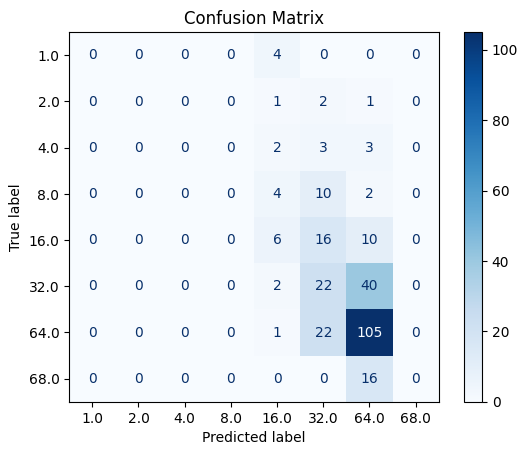 Confusion Matrix
1.0 0 0 0 0 4 0 0 0
2.0 0 0 0 0 1 2 1 0
4.0 0 0 0 0 2 3 3 0
8.0 0 0 0 0 4 10 2 0
16.0 0 0 0 0 6 16 10 0
32.0 0 0 0 0 2 22 40 0
64.0 0 0 0 0 1 22 105 0
68.0 0 0 0 0 0 0 16 0
1.0 2.0 4.0 8.0 16.0 32.0 64.0 68.0
Predicted label
True label
100
80
60
40
20
0